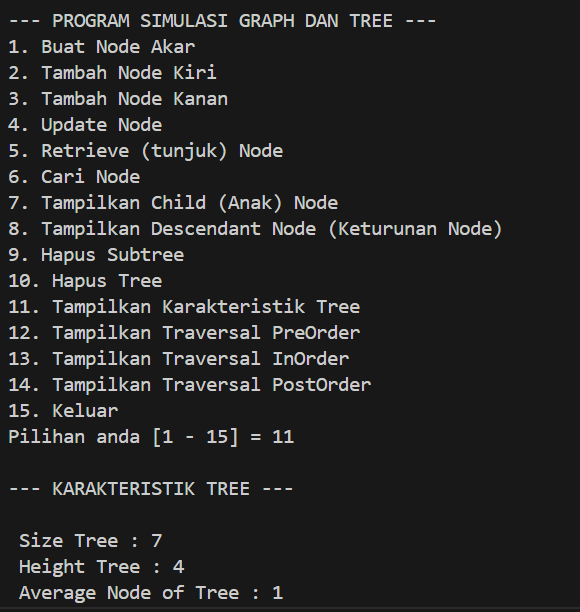 --- PROGRAM SIMULASI GRAPH DAN TREE ---
1. Buat Node Akar
2. Tambah Node Kiri
3. Tambah Node Kanan
4. Update Node
5. Retrieve (tunjuk) Node
6. Cari Node
7. Tampilkan Child (Anak) Node
8. Tampilkan Descendant Node (Keturunan Node)
9. Hapus Subtree
10. Hapus Tree
11. Tampilkan Karakteristik Tree
12. Tampilkan Traversal PreOrder
13. Tampilkan Traversal InOrder
14. Tampilkan Traversal PostOrder
15. Keluar
Pilihan anda [1 - 15] = 11
--- KARAKTERISTIK TREE ---
Size Tree : 7
Height Tree : 4
Average Node of Tree : 1